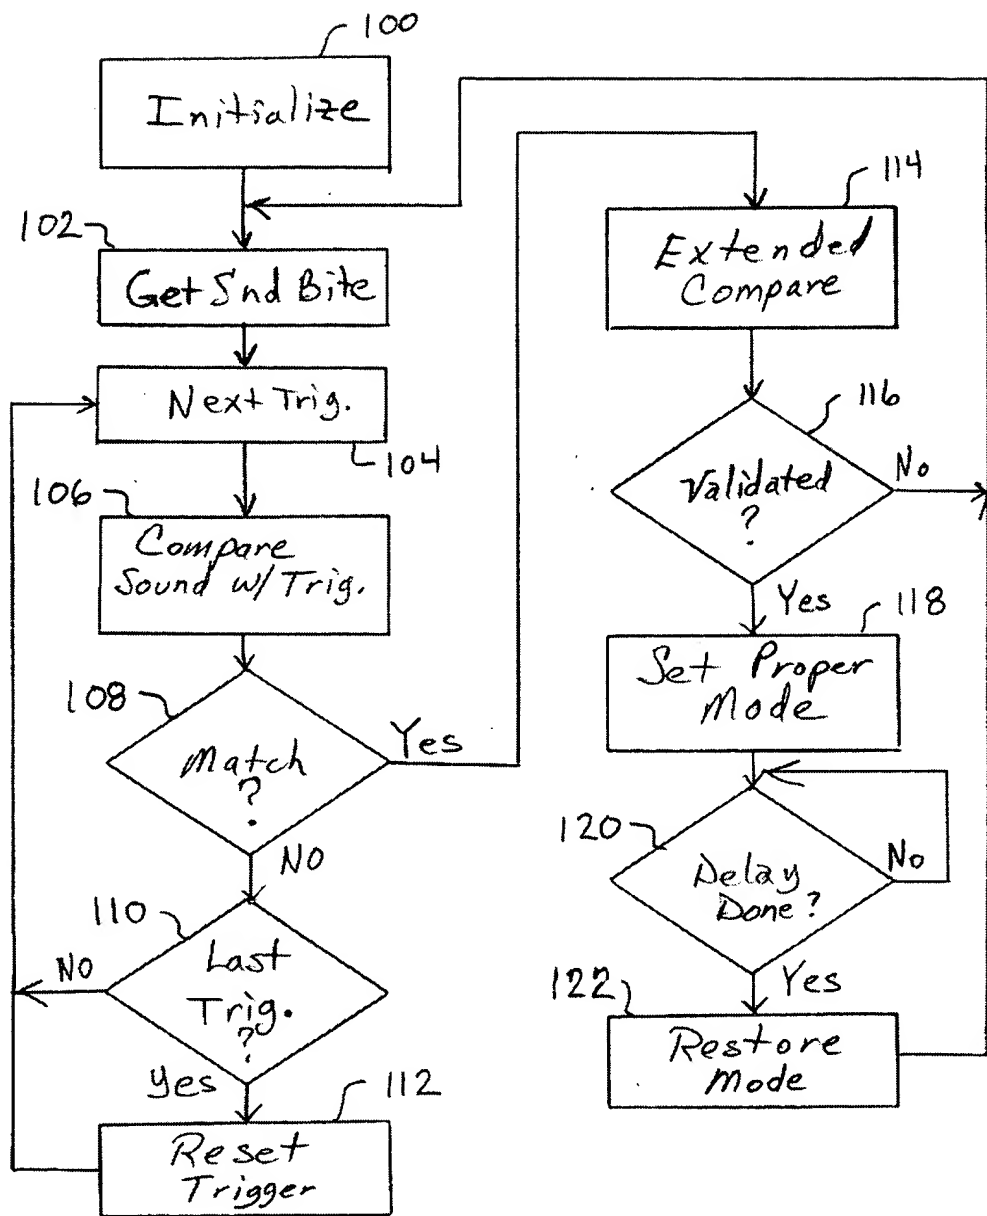 100
Initialize
102
Get Snd Bite
Next Trig.
104
106
Compare
Sound w/ Trig.
108
Match
?
Yes
No
110
Last
Trig.
?
No
Yes
112
Reset
Trigger
114
Extended
Compare
116
Validated
?
No
Yes
118
Set Proper
Mode
120
Delay
Done?
No
Yes
122
Restore
Mode